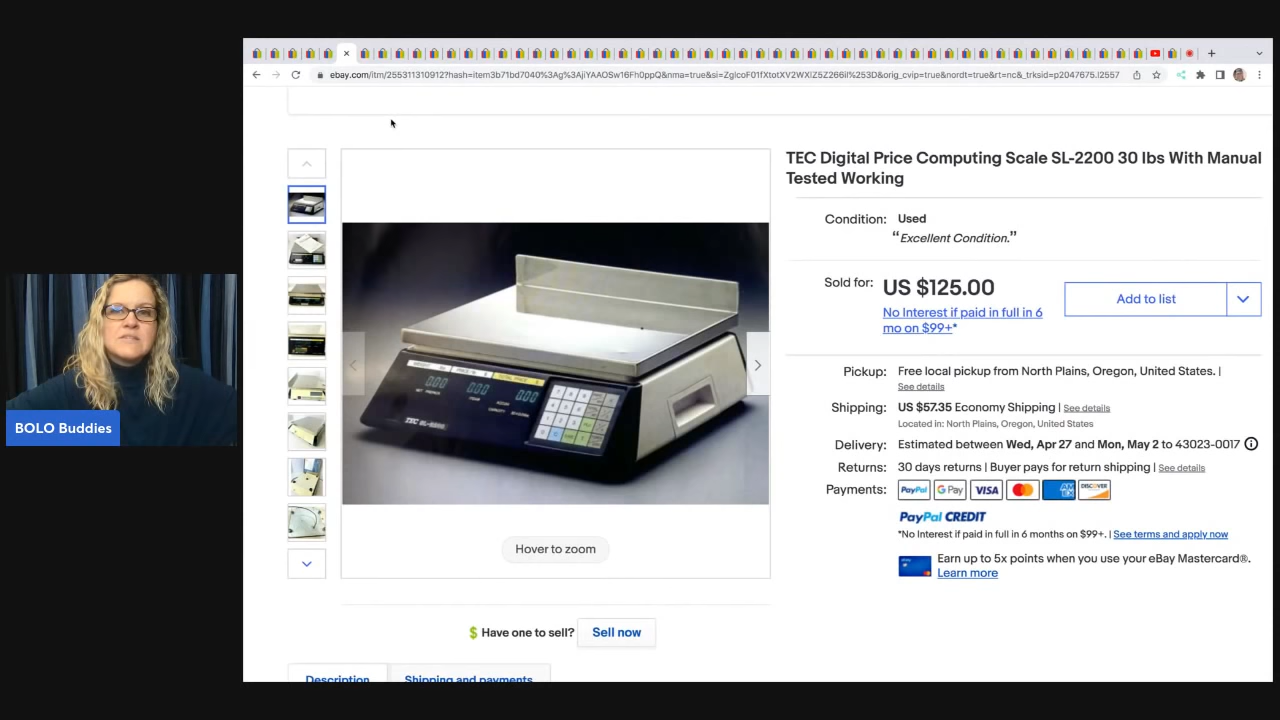 ebay.com/itm/255311310912?hash=item3b71bd7040%3Ag%3AjiYAAOSw16Fh0ppQ&nma=true&si=ZglcoF01fXtotXV2WXlZ5Z266iI%253D&orig_cvip=true&nordt=true&rt=nc&_trksid=p2047675.l2557
TEC Digital Price Computing Scale SL-2200 30 lbs With Manual
Tested Working
Condition: Used
“Excellent Condition.”
Sold for: US $125.00
Add to list
No Interest if paid in full in 6
mo on $99+*
Pickup: Free local pickup from North Plains, Oregon, United States. |
See details
Shipping: US $57.35 Economy Shipping | See details
Located in: North Plains, Oregon, United States
Delivery: Estimated between Wed, Apr 27 and Mon, May 2 to 43023-0017
Returns: 30 days returns | Buyer pays for return shipping | See details
Payments: PayPal G Pay VISA DISCOVER
PayPal CREDIT
*No Interest if paid in full in 6 months on $99+. | See terms and apply now
Earn up to 5x points when you use your eBay Mastercard®.
Learn more
TEC SL-2200
Hover to zoom
$ Have one to sell? Sell now
Description Shipping and payments
BOLO Buddies